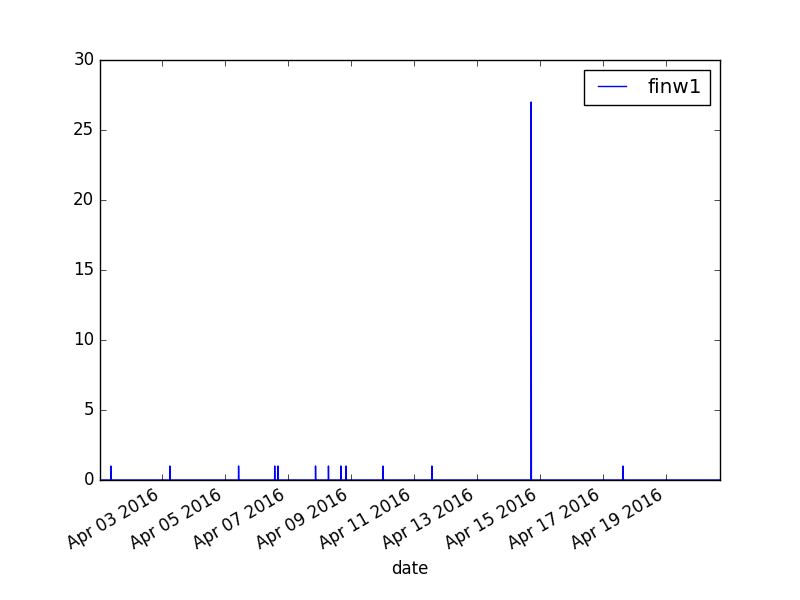 30
finw1
25
20
15
10
5
0
Apr 03 2016
Apr 05 2016
Apr 07 2016
Apr 09 2016
Apr 11 2016
Apr 13 2016
Apr 15 2016
Apr 17 2016
Apr 19 2016
date